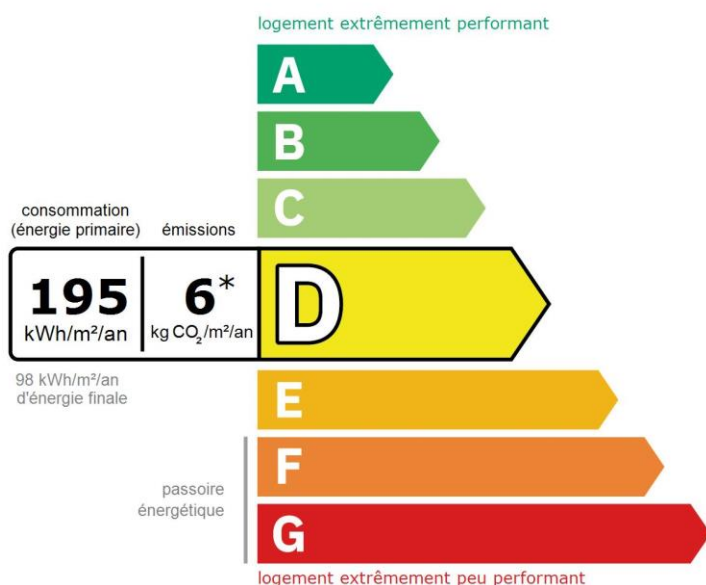 logement extrêmement performant
A
B
C
consommation
(énergie primaire)
émissions
195
kWh/m²/an
6*
kg CO₂/m²/an
D
98 kWh/m²/an
d'énergie finale
E
F
passoire
énergétique
G
logement extrêmement peu performant